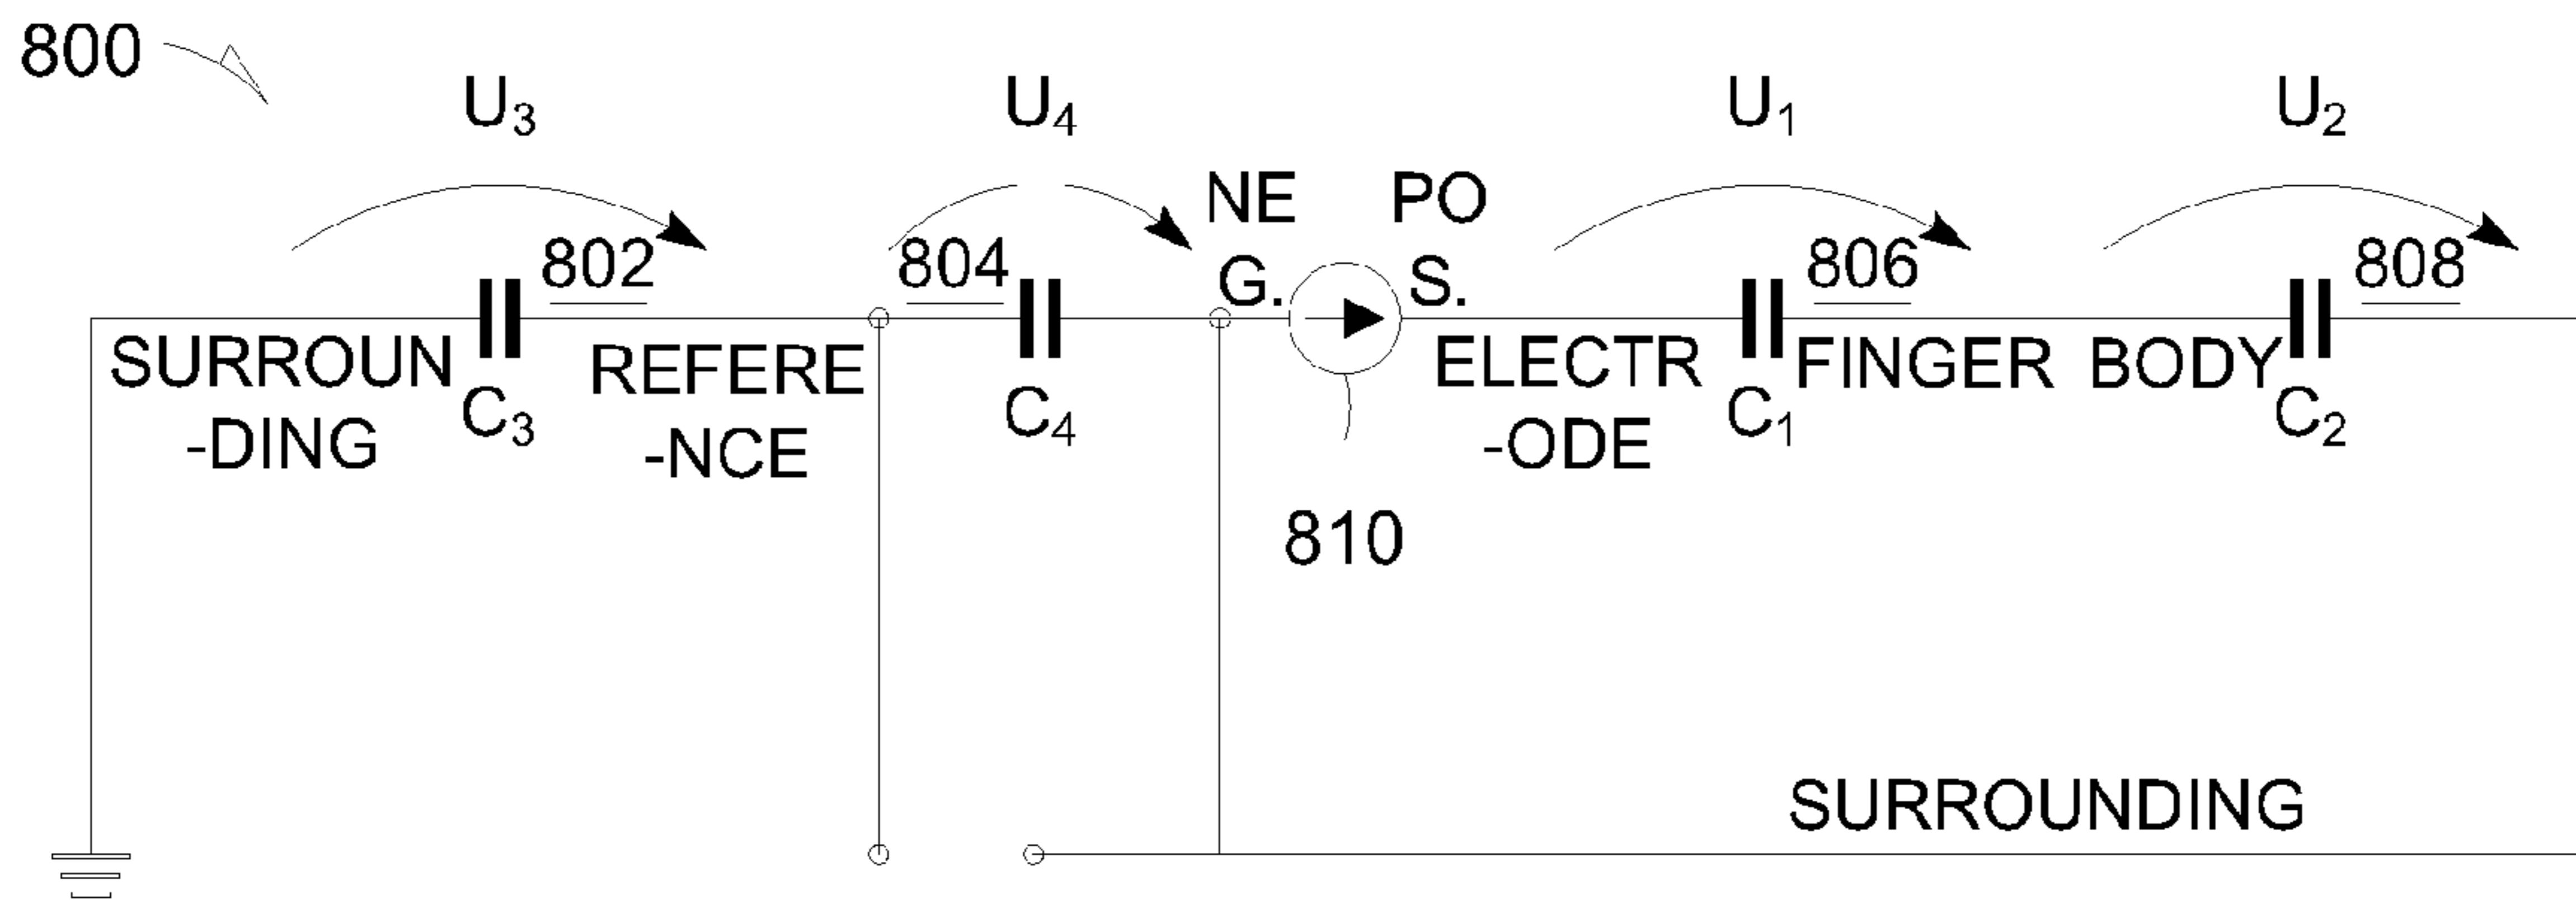 800
U₃
U₄
U₁
U₂
NE
G.
PO
S.
802
804
806
808
SURROUN
-DING
C₃
REFERE
-NCE
C₄
ELECTR
-ODE
C₁
FINGER
BODY
C₂
810
SURROUNDING